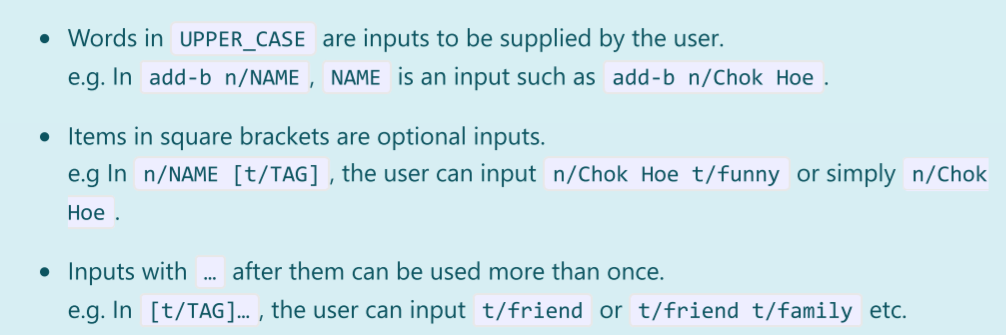 • Words in UPPER_CASE are inputs to be supplied by the user.
e.g. In add-b n/NAME , NAME is an input such as add-b n/Chok Hoe .
• Items in square brackets are optional inputs.
e.g In n/NAME [t/TAG] , the user can input n/Chok Hoe t/funny or simply n/Chok
Hoe .
• Inputs with … after them can be used more than once.
e.g. In [t/TAG]… , the user can input t/friend or t/friend t/family etc.